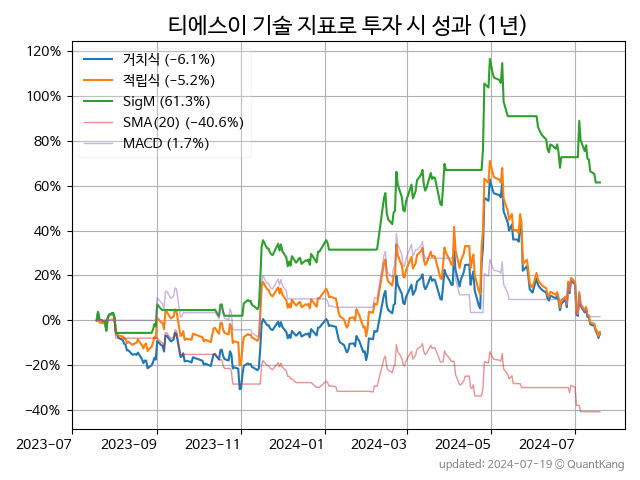 티에스이 기술 지표로 투자 시 성과 (1년)
120%
100%
80%
60%
40%
20%
0%
−20%
−40%
거치식 (−6.1%)
적립식 (−5.2%)
SigM (61.3%)
SMA(20) (−40.6%)
MACD (1.7%)
2023-07 2023-09 2023-11 2024-01 2024-03 2024-05 2024-07
updated: 2024-07-19 © QuantKang